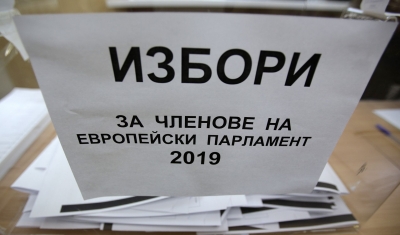 ИЗБОРИ
ЗА ЧЛЕНОВЕ НА
ЕВРОПЕЙСКИ ПАРЛАМЕНТ
2019